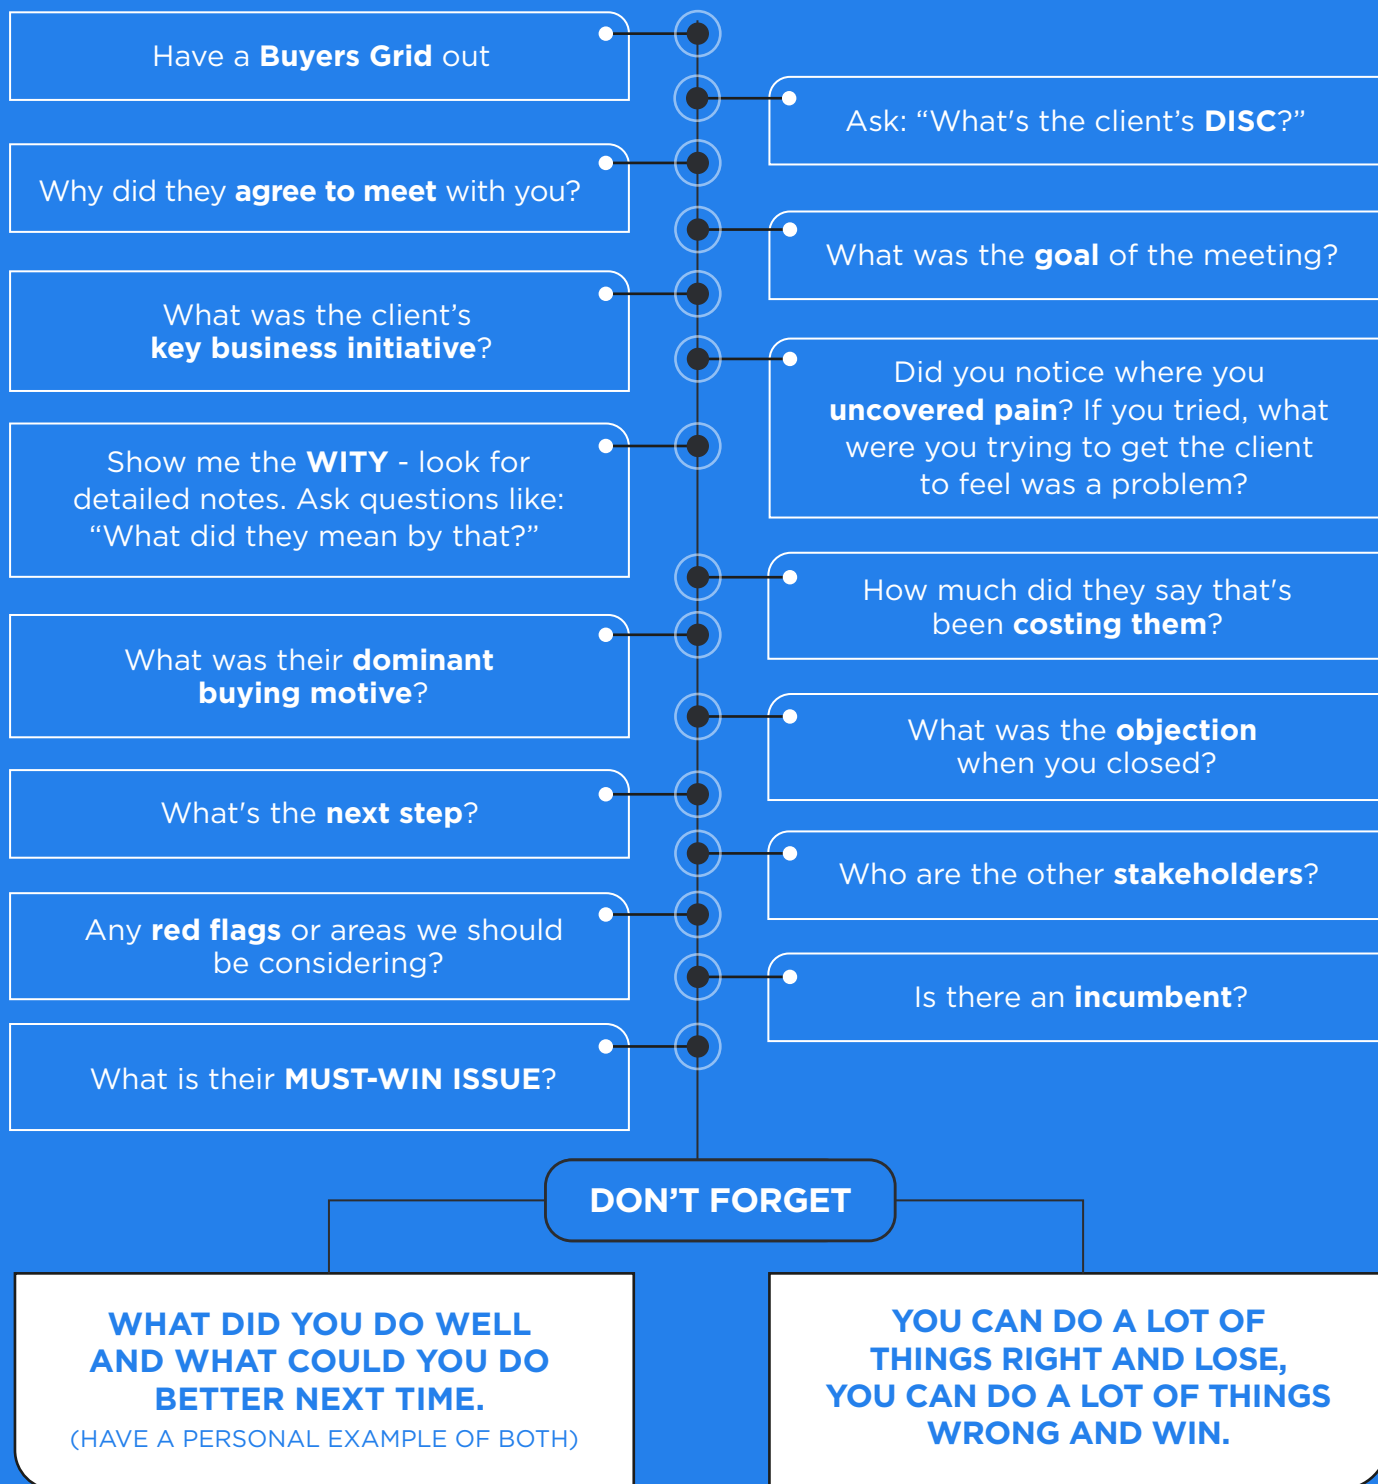 Have a Buyers Grid out
Ask: “What's the client’s DISC?”
Why did they agree to meet with you?
What was the goal of the meeting?
What was the client’s
key business initiative?
Did you notice where you
uncovered pain? If you tried, what
were you trying to get the client
to feel was a problem?
Show me the WITY - look for
detailed notes. Ask questions like:
“What did they mean by that?”
How much did they say that's
been costing them?
What was their dominant
buying motive?
What was the objection
when you closed?
What's the next step?
Who are the other stakeholders?
Any red flags or areas we should
be considering?
Is there an incumbent?
What is their MUST-WIN ISSUE?
DON’T FORGET
WHAT DID YOU DO WELL
AND WHAT COULD YOU DO
BETTER NEXT TIME.
(HAVE A PERSONAL EXAMPLE OF BOTH)
YOU CAN DO A LOT OF
THINGS RIGHT AND LOSE,
YOU CAN DO A LOT OF THINGS
WRONG AND WIN.